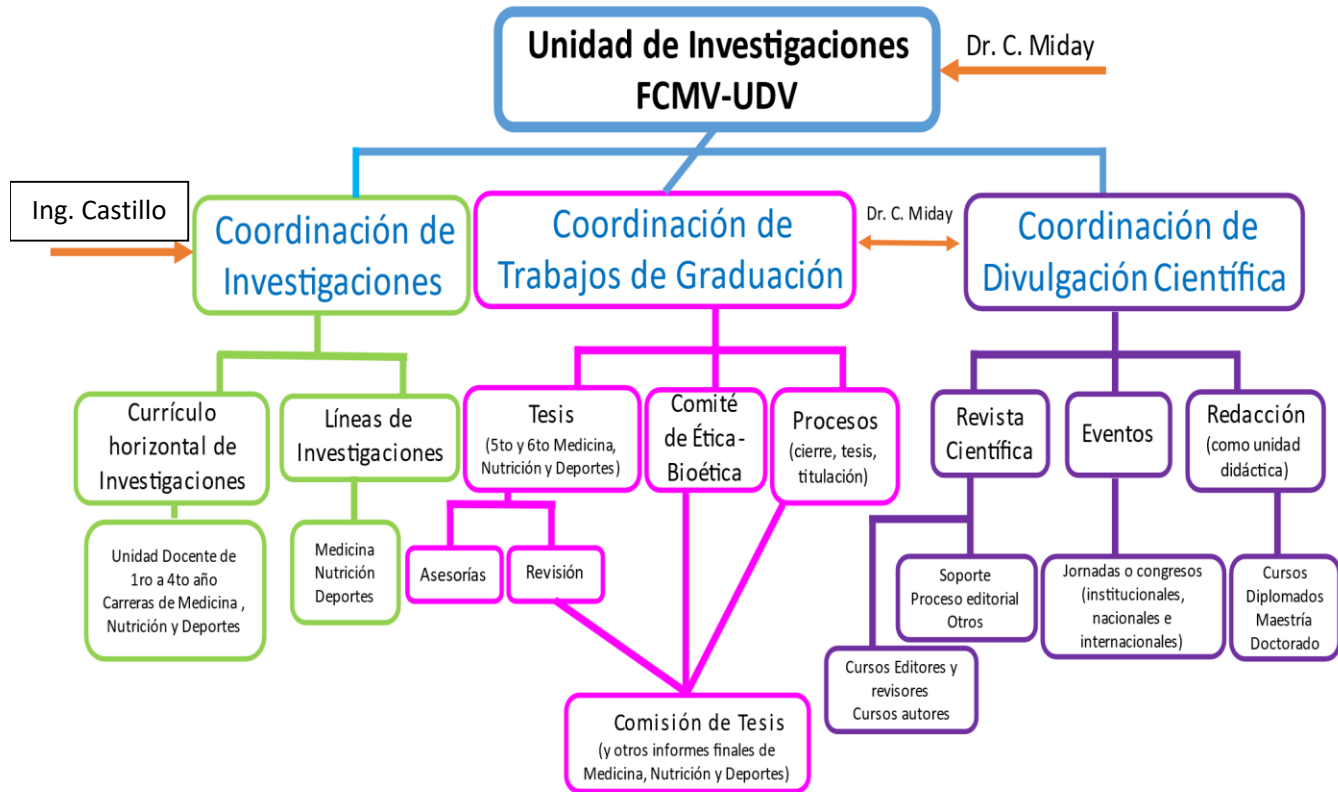 Unidad de Investigaciones
FCMV-UDV
Dr. C. Miday
Ing. Castillo
Coordinación de
Investigaciones
Coordinación de
Trabajos de Graduación
Dr. C. Miday
Coordinación de
Divulgación Científica
Currículo
horizontal de
Investigaciones
Líneas de
Investigaciones
Tesis
(5to y 6to Medicina,
Nutrición y Deportes)
Comité
de Ética-
Bioética
Procesos
(cierre, tesis,
titulación)
Revista
Científica
Eventos
Redacción
(como unidad
didáctica)
Unidad Docente de
1ro a 4to año
Carreras de Medicina ,
Nutrición y Deportes
Medicina
Nutrición
Deportes
Asesorías
Revisión
Soporte
Proceso editorial
Otros
Jornadas o congresos
(institucionales,
nacionales e
internacionales)
Cursos
Diplomados
Maestría
Doctorado
Cursos Editores y
revisores
Cursos autores
Comisión de Tesis
(y otros informes finales de
Medicina, Nutrición y Deportes)